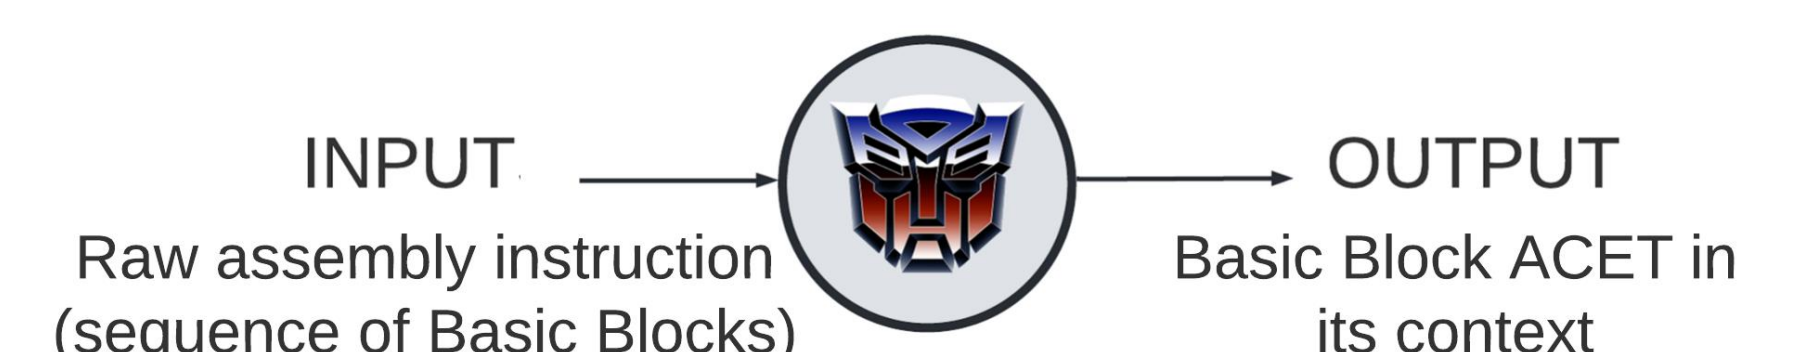 INPUT
Raw assembly instruction
(sequence of Basic Blocks)
OUTPUT
Basic Block ACET in
its context